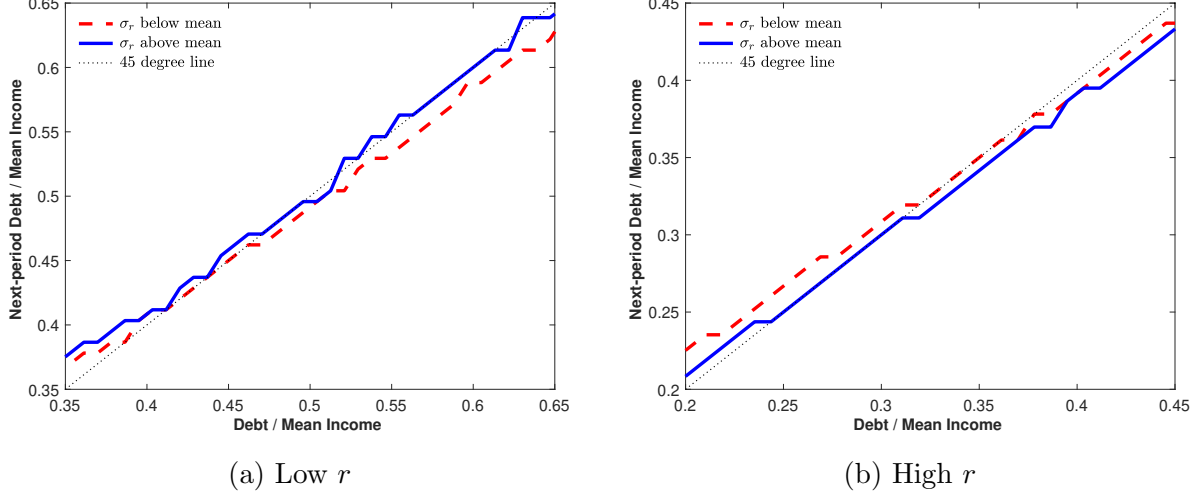 0.65
0.6
0.55
0.5
0.45
0.4
0.35
Next-period Debt / Mean Income
σr below mean
σr above mean
45 degree line
0.35 0.4 0.45 0.5 0.55 0.6 0.65
Debt / Mean Income
(a) Low r
0.45
0.4
0.35
0.3
0.25
0.2
Next-period Debt / Mean Income
σr below mean
σr above mean
45 degree line
0.2 0.25 0.3 0.35 0.4 0.45
Debt / Mean Income
(b) High r